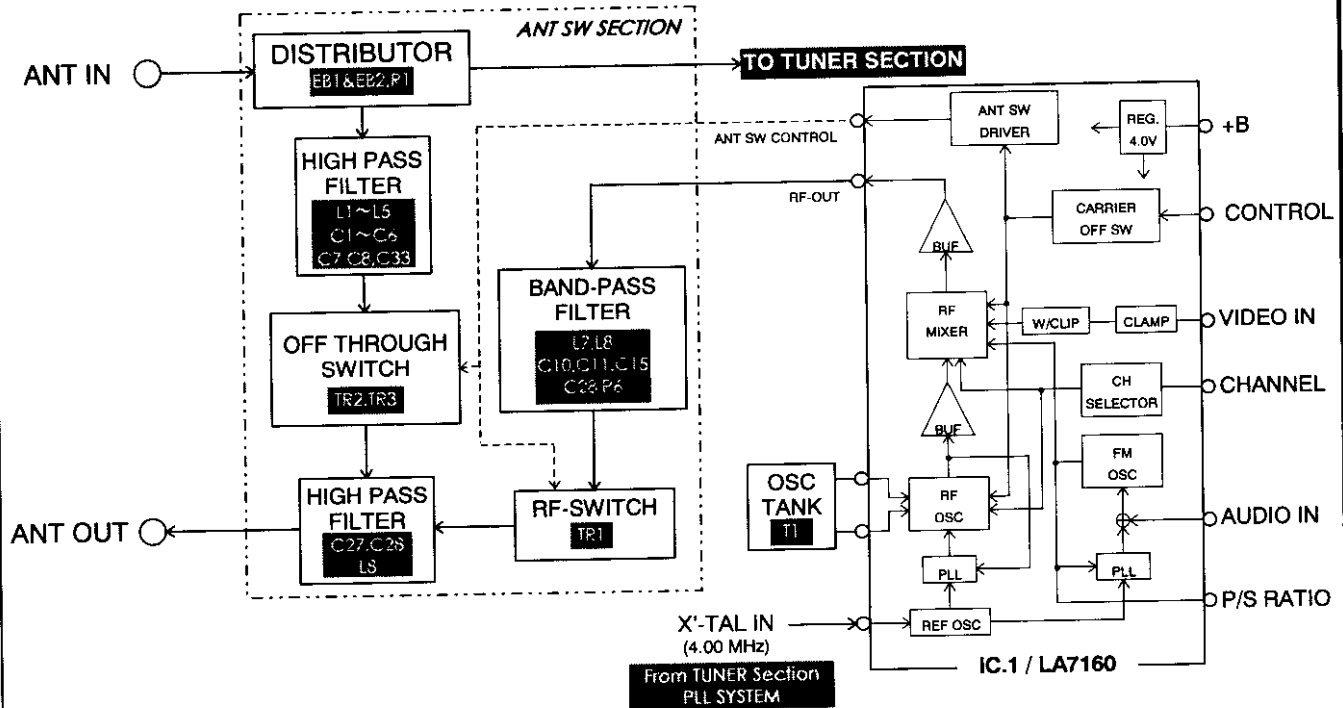 ANT SW SECTION
ANT IN
DISTRIBUTOR
EB1&EB2,R1
TO TUNER SECTION
HIGH PASS
FILTER
L1~L5
C1~C6
C7,C8,C33
OFF THROUGH
SWITCH
TR2,TR3
HIGH PASS
FILTER
C27,C28
L8
ANT OUT
BAND-PASS
FILTER
L7,L8
C10,C11,C15
C28,P6
RF-SWITCH
TR1
ANT SW CONTROL
RF-OUT
ANT SW
DRIVER
REG.
4.0V
+B
CARRIER
OFF SW
CONTROL
BUF
RF
MIXER
W/CLIP
CLAMP
VIDEO IN
CH
SELECTOR
CHANNEL
BUF
FM
OSC
OSC
TANK
T1
RF
OSC
AUDIO IN
PLL
PLL
P/S RATIO
X'-TAL IN
(4.00 MHz)
REF OSC
From TUNER Section
PLL SYSTEM
IC.1 / LA7160